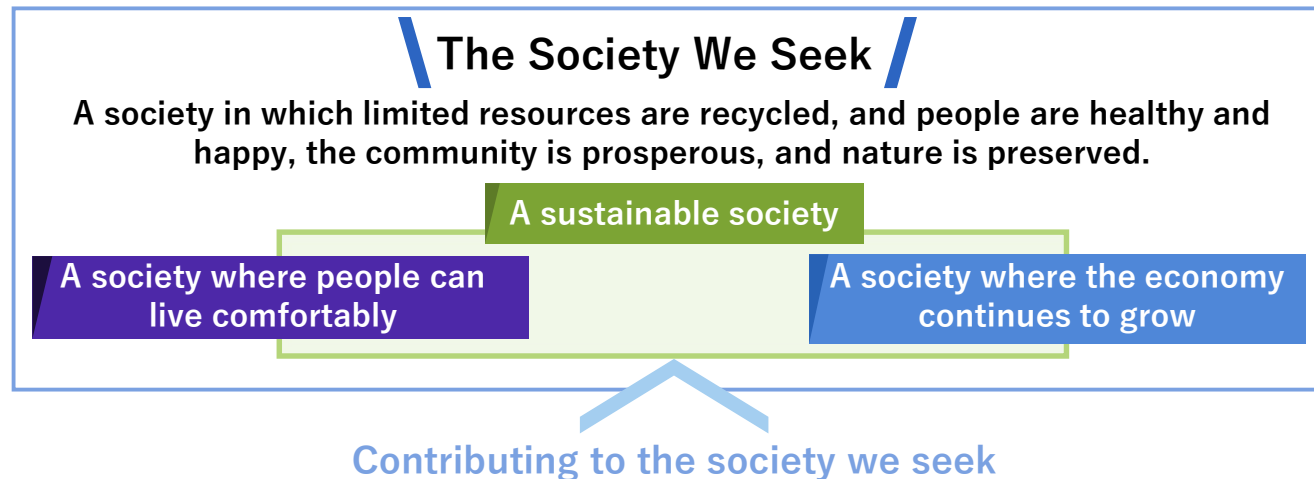 The Society We Seek
A society in which limited resources are recycled, and people are healthy and
happy, the community is prosperous, and nature is preserved.
A sustainable society
A society where people can
live comfortably
A society where the economy
continues to grow
Contributing to the society we seek